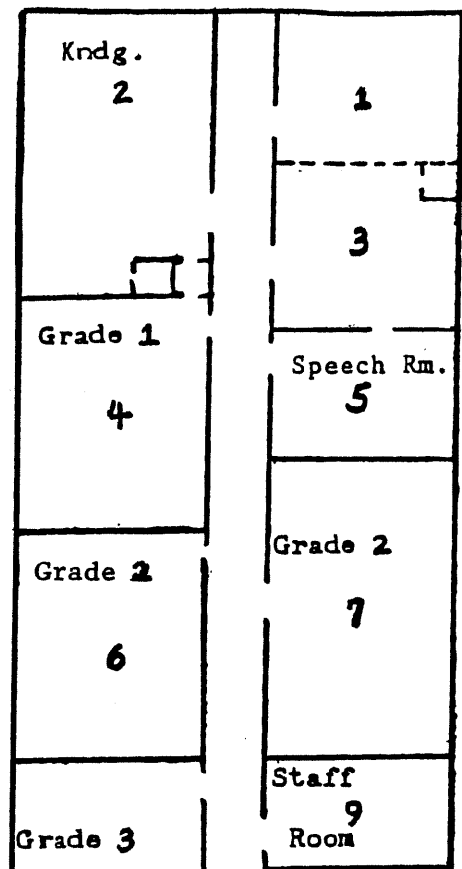 Kndg.
2
1
3
Grade 1
4
Speech Rm.
5
Grade 2
6
Grade 2
7
Grade 3
Staff
9
Room